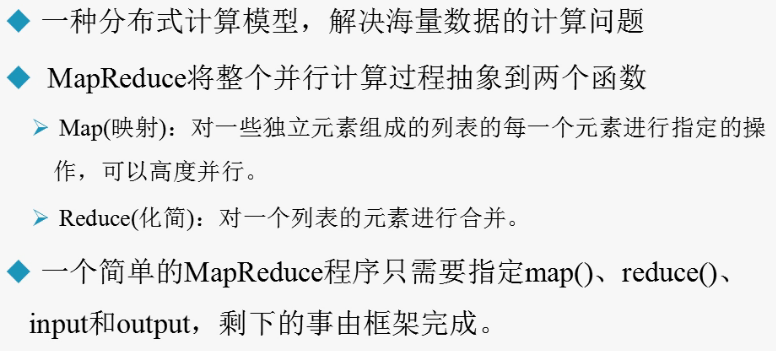 ◆ 一种分布式计算模型，解决海量数据的计算问题
◆ MapReduce将整个并行计算过程抽象到两个函数
➢ Map(映射)：对一些独立元素组成的列表的每一个元素进行指定的操
作，可以高度并行。
➢ Reduce(化简)：对一个列表的元素进行合并。
◆ 一个简单的MapReduce程序只需要指定map()、reduce()、
input和output，剩下的事由框架完成。